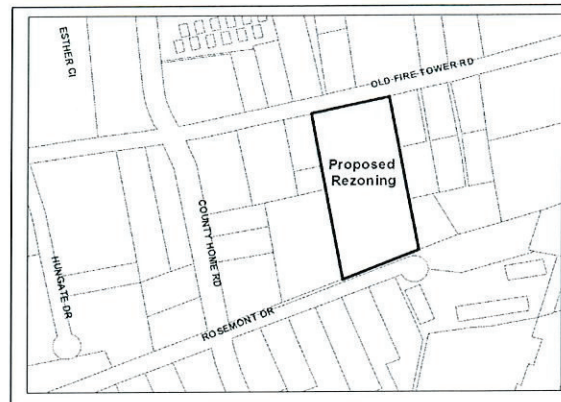 ESTHER CI
OLD FIRE TOWER RD
Proposed
Rezoning
COUNTY HOME RD
HUNGATE DR
ROSEMONT DR